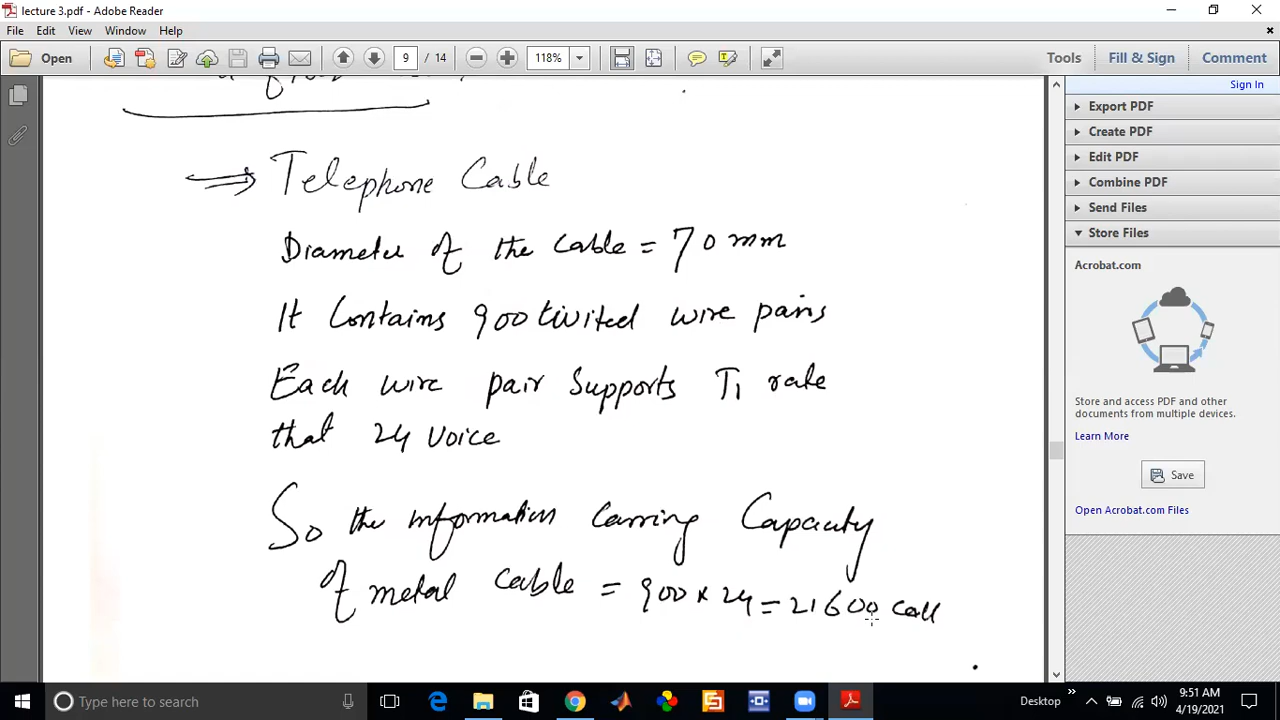 lecture 3.pdf - Adobe Reader
File Edit View Window Help
Open 9 / 14 118% Tools Fill & Sign Comment
Sign In
Export PDF
Create PDF
Edit PDF
Combine PDF
Send Files
Store Files
Acrobat.com
Store and access PDF and other
documents from multiple devices.
Learn More
Save
Open Acrobat.com Files
⇒ Telephone Cable
Diameter of the Cable = 70 mm
It Contains 900 wire pairs
Each wire pair Supports T1 rate
that 24 Voice
So the information Carring Capacity
of metal Cable = 900 × 24 = 21600 Call
Type here to search
Desktop
9:51 AM
4/19/2021